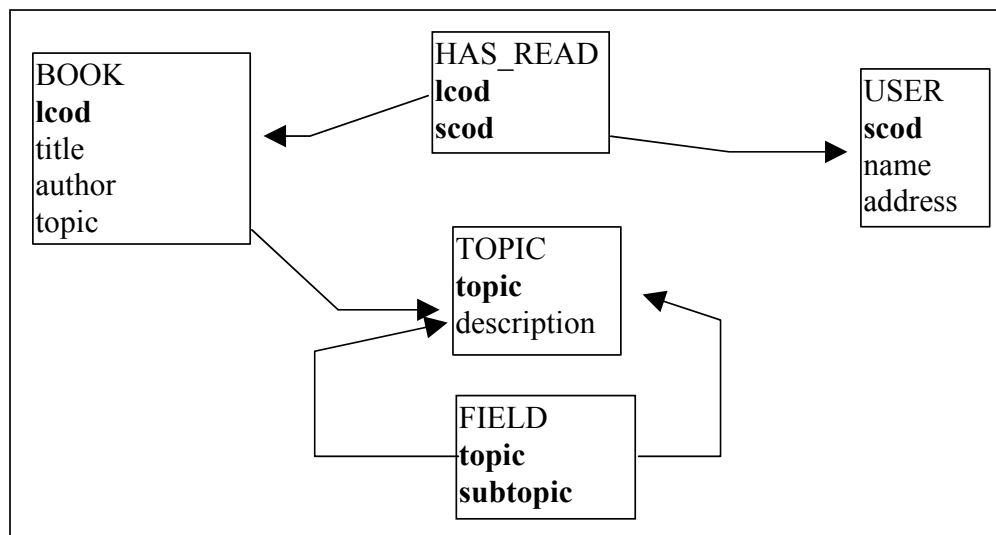 BOOK
lcod
title
author
topic
HAS_READ
lcod
scod
USER
scod
name
address
TOPIC
topic
description
FIELD
topic
subtopic